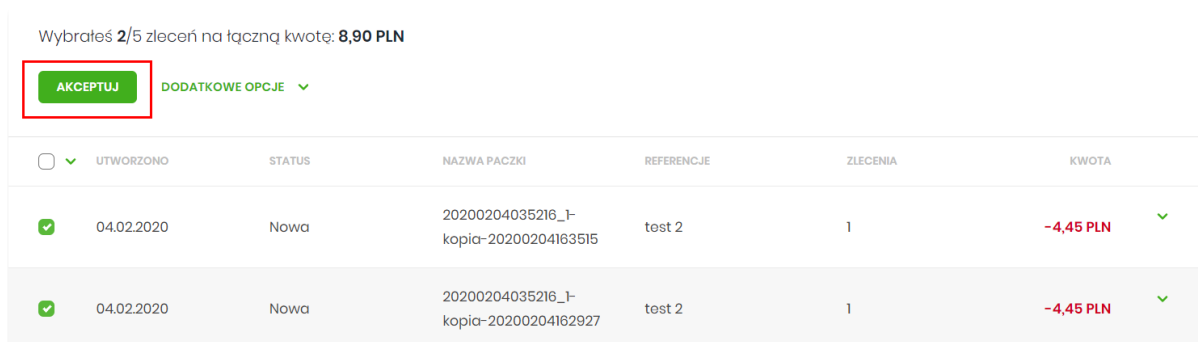 Wybrałeś 2/5 zleceń na łączną kwotę: 8,90 PLN
AKCEPTUJ DODATKOWE OPCJE
UTWORZONO STATUS NAZWA PACZKI REFERENCJE ZLECENIA KWOTA
04.02.2020 Nowa 20200204035216_1- test 2 1 -4,45 PLN
kopia-20200204163515
04.02.2020 Nowa 20200204035216_1- test 2 1 -4,45 PLN
kopia-20200204162927